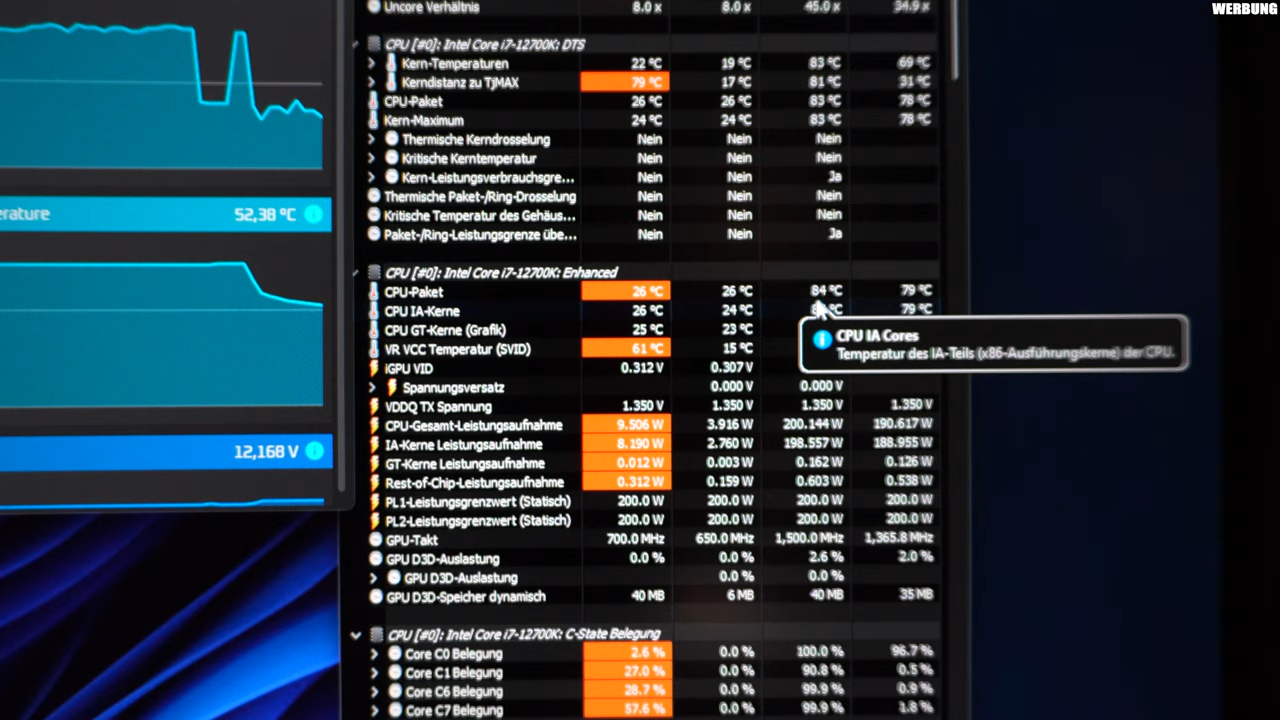 WERBUNG
Uncore Verhältnis 8.0 x 8.0 x 45.0 x 34.9 x
CPU [#0]: Intel Core i7-12700K: DTS
Kern-Temperaturen 22 °C 19 °C 83 °C 69 °C
Kerndistanz zu TjMAX 79 °C 17 °C 81 °C 31 °C
CPU-Paket 26 °C 26 °C 83 °C 78 °C
Kern-Maximum 24 °C 24 °C 83 °C 78 °C
Thermische Kerndrosselung Nein Nein Nein
Kritische Kerntemperatur Nein Nein Nein
Kern-Leistungsverbrauchsgre... Nein Nein Ja
Thermische Paket-/Ring-Drosselung Nein Nein Nein
erature 52,38 °C
Kritische Temperatur des Gehäus... Nein Nein Nein
Paket-/Ring-Leistungsgrenze übe... Nein Nein Ja
CPU [#0]: Intel Core i7-12700K: Enhanced
CPU-Paket 26 °C 26 °C 84 °C 79 °C
CPU IA-Kerne 26 °C 24 °C °C 79 °C
CPU GT-Kerne (Grafik) 25 °C 23 °C
CPU IA Cores
Temperatur des IA-Teils (x86-Ausführungskerne) der CPU.
VR VCC Temperatur (SVID) 61 °C 15 °C
iGPU VID 0.312 V 0.307 V
Spannungsversatz 0.000 V 0.000 V
VDDQ TX Spannung 1.350 V 1.350 V 1.350 V 1.350 V
CPU-Gesamt-Leistungsaufnahme 9.506 W 3.916 W 200.144 W 190.617 W
IA-Kerne Leistungsaufnahme 8.190 W 2.760 W 198.557 W 188.955 W
12,168 V
GT-Kerne Leistungsaufnahme 0.012 W 0.003 W 0.162 W 0.126 W
Rest-of-Chip-Leistungsaufnahme 0.312 W 0.159 W 0.603 W 0.538 W
PL1-Leistungsgrenzwert (Statisch) 200.0 W 200.0 W 200.0 W 200.0 W
PL2-Leistungsgrenzwert (Statisch) 200.0 W 200.0 W 200.0 W 200.0 W
GPU-Takt 700.0 MHz 650.0 MHz 1,500.0 MHz 1,365.8 MHz
GPU D3D-Auslastung 0.0 % 0.0 % 2.6 % 2.0 %
GPU D3D-Auslastung 0.0 % 0.0 %
GPU D3D-Speicher dynamisch 40 MB 6 MB 40 MB 35 MB
CPU [#0]: Intel Core i7-12700K: C-State Belegung
Core C0 Belegung 2.6 % 0.0 % 100.0 % 96.7 %
Core C1 Belegung 27.0 % 0.0 % 90.8 % 0.5 %
Core C6 Belegung 28.7 % 0.0 % 99.9 % 0.9 %
Core C7 Belegung 57.6 % 0.0 % 99.9 % 1.8 %